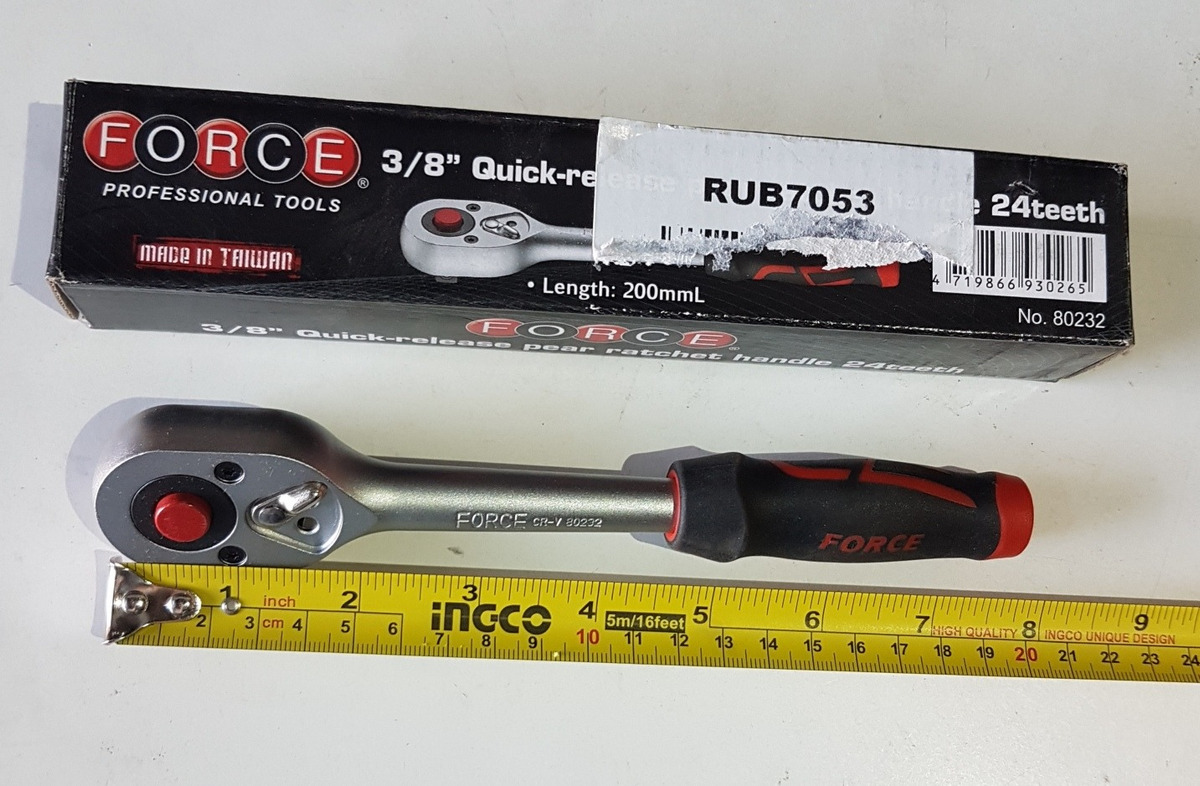 FORCE®
PROFESSIONAL TOOLS
MADE IN TAIWAN
3/8” Quick-release handle 24teeth
RUB7053
• Length: 200mmL
4 719866 930265
No. 80232
FORCE®
3/8” Quick-release pear ratchet handle 24teeth
FORCE CR-V 80232
FORCE
1 inch 2 3 4 5m/16feet 5 6 7 8 9
INGCO
HIGH QUALITY INGCO UNIQUE DESIGN
2 3 cm 4 5 6 7 8 9 10 11 12 13 14 15 16 17 18 19 20 21 22 23 24